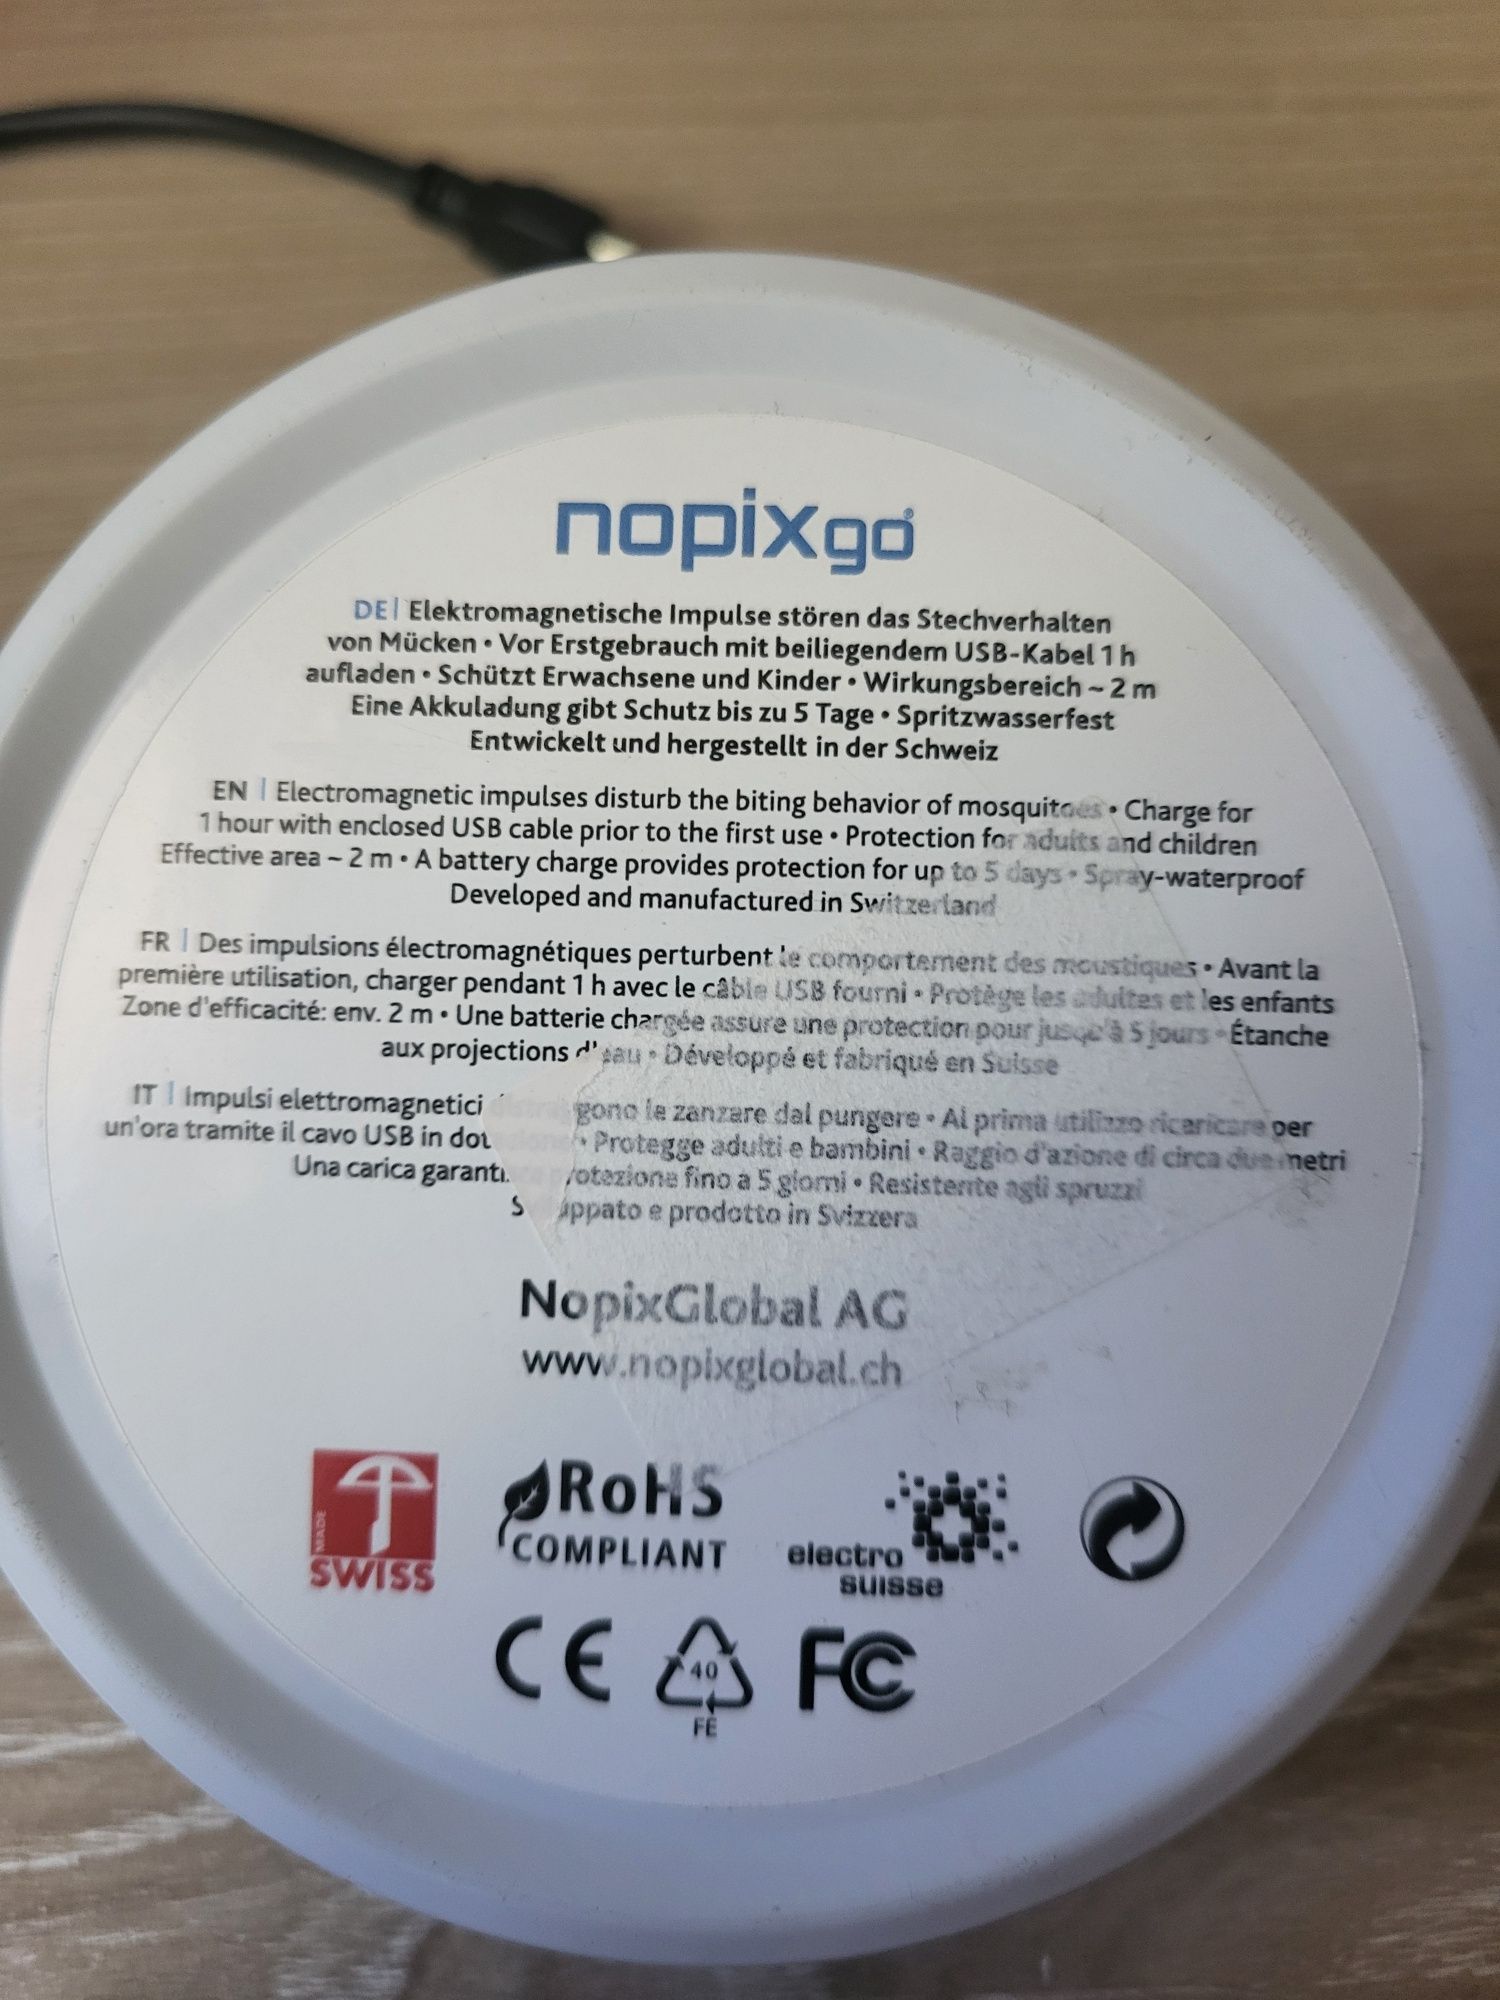 nopixgo®
DE| Elektromagnetische Impulse stören das Stechverhalten
von Mücken • Vor Erstgebrauch mit beiliegendem USB-Kabel 1 h
aufladen • Schützt Erwachsene und Kinder • Wirkungsbereich ~ 2 m
Eine Akkuladung gibt Schutz bis zu 5 Tage • Spritzwasserfest
Entwickelt und hergestellt in der Schweiz
EN | Electromagnetic impulses disturb the biting behavior of mosquitoes • Charge for
1 hour with enclosed USB cable prior to the first use • Protection for adults and children
Effective area ~ 2 m • A battery charge provides protection for up to 5 days • Spray-waterproof
Developed and manufactured in Switzerland
FR | Des impulsions électromagnétiques perturbent le comportement des moustiques • Avant la
première utilisation, charger pendant 1 h avec le câble USB fourni • Protège les adultes et les enfants
Zone d'efficacité: env. 2 m • Une batterie chargée assure une protection pour jusqu'à 5 jours • Étanche
aux projections d'eau • Développé et fabriqué en Suisse
IT | Impulsi elettromagnetici le zanzare dal pungere • Al prima utilizzo ricaricare per
un'ora tramite il cavo USB in • Protegge adulti e bambini • Raggio d'azione di circa due metri
Una carica fino a 5 giorni • Resistente agli spruzzi
e prodotto in Svizzera
NopixGlobal AG
www.nopixglobal.ch
MADE
SWISS
RoHS
COMPLIANT
electro
suisse
CE
40
FE
FC